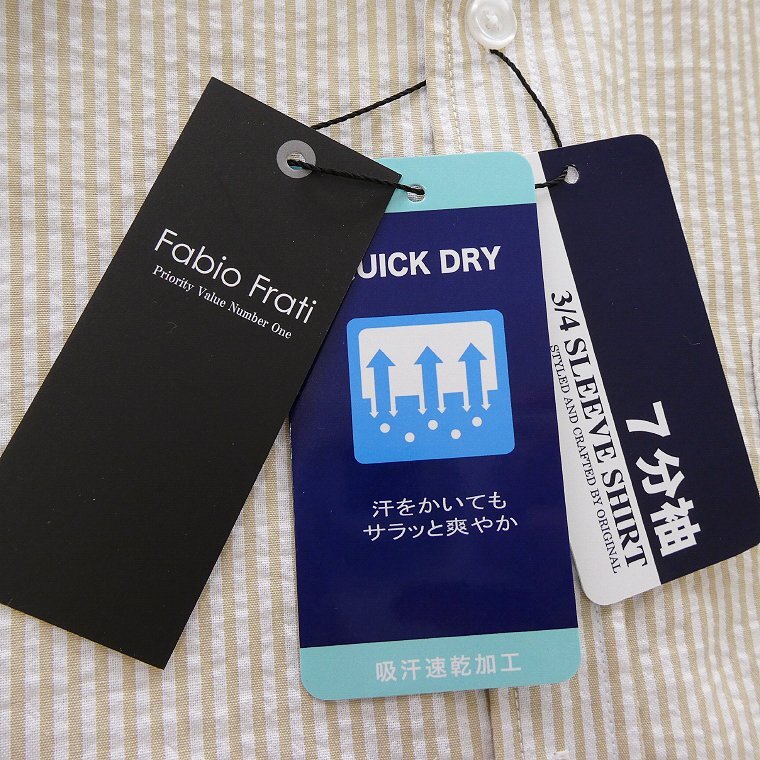 Fabio Frati
Priority Value Number One
UICK DRY
汗をかいても
サラッと爽やか
吸汗速乾加工
7分袖
3/4 SLEEVE SHIRT
STYLED AND CRAFTED BY ORIGINAL